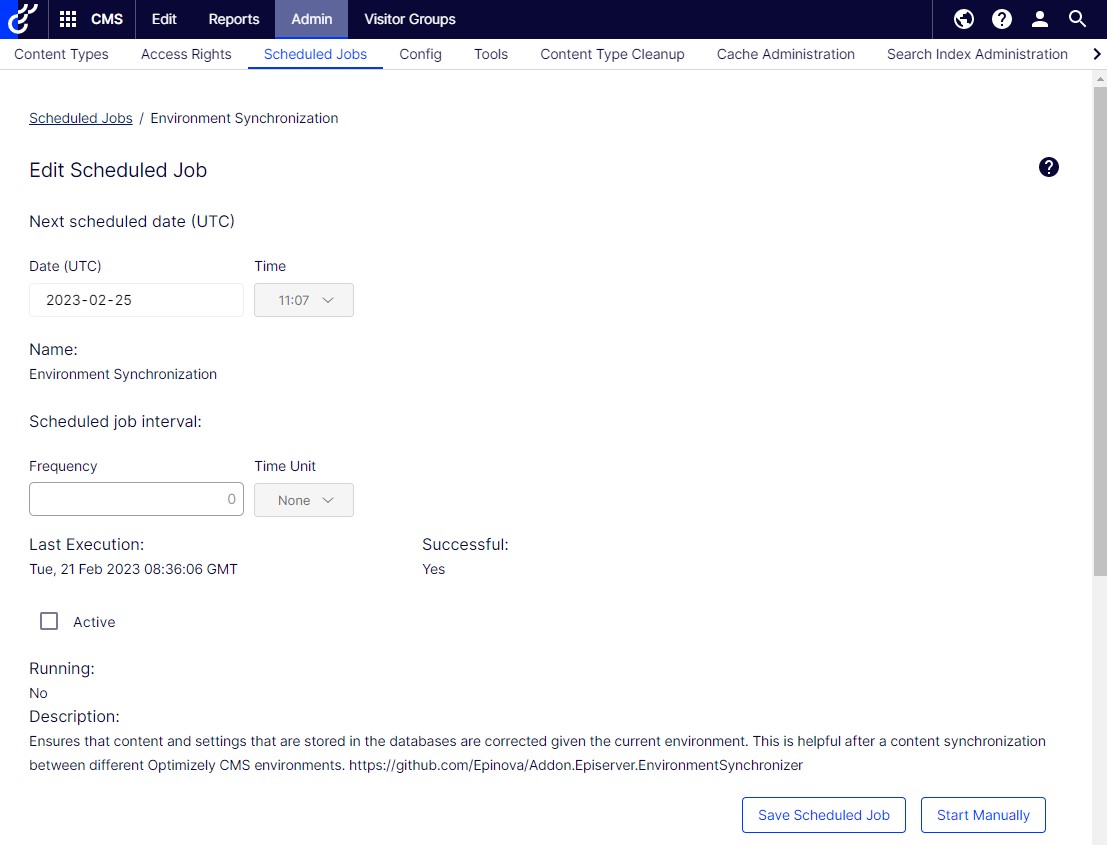 CMS Edit Reports Admin Visitor Groups
Content Types Access Rights Scheduled Jobs Config Tools Content Type Cleanup Cache Administration Search Index Administration
Scheduled Jobs / Environment Synchronization
Edit Scheduled Job
Next scheduled date (UTC)
Date (UTC) Time
2023-02-25 11:07
Name:
Environment Synchronization
Scheduled job interval:
Frequency Time Unit
0 None
Last Execution: Successful:
Tue, 21 Feb 2023 08:36:06 GMT Yes
Active
Running:
No
Description:
Ensures that content and settings that are stored in the databases are corrected given the current environment. This is helpful after a content synchronization
between different Optimizely CMS environments. https://github.com/Epinova/Addon.Episerver.EnvironmentSynchronizer
Save Scheduled Job Start Manually